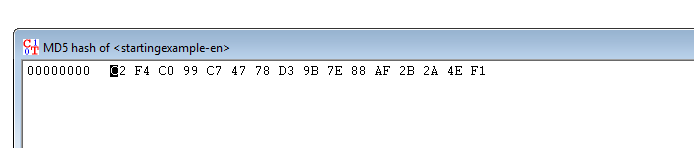 MD5 hash of <startingexample-en>
00000000 C2 F4 C0 99 C7 47 78 D3 9B 7E 88 AF 2B 2A 4E F1